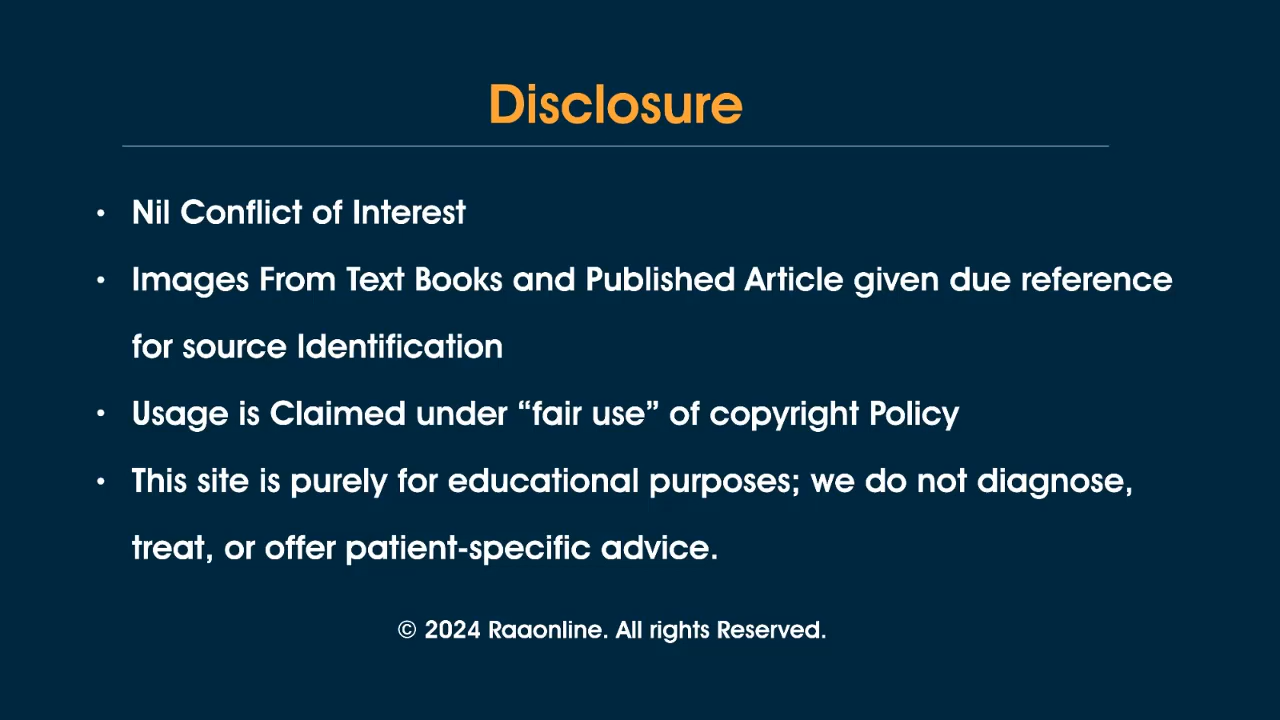 Disclosure
• Nil Conflict of Interest
• Images From Text Books and Published Article given due reference
for source Identification
• Usage is Claimed under “fair use” of copyright Policy
• This site is purely for educational purposes; we do not diagnose,
treat, or offer patient-specific advice.
© 2024 Raaonline. All rights Reserved.